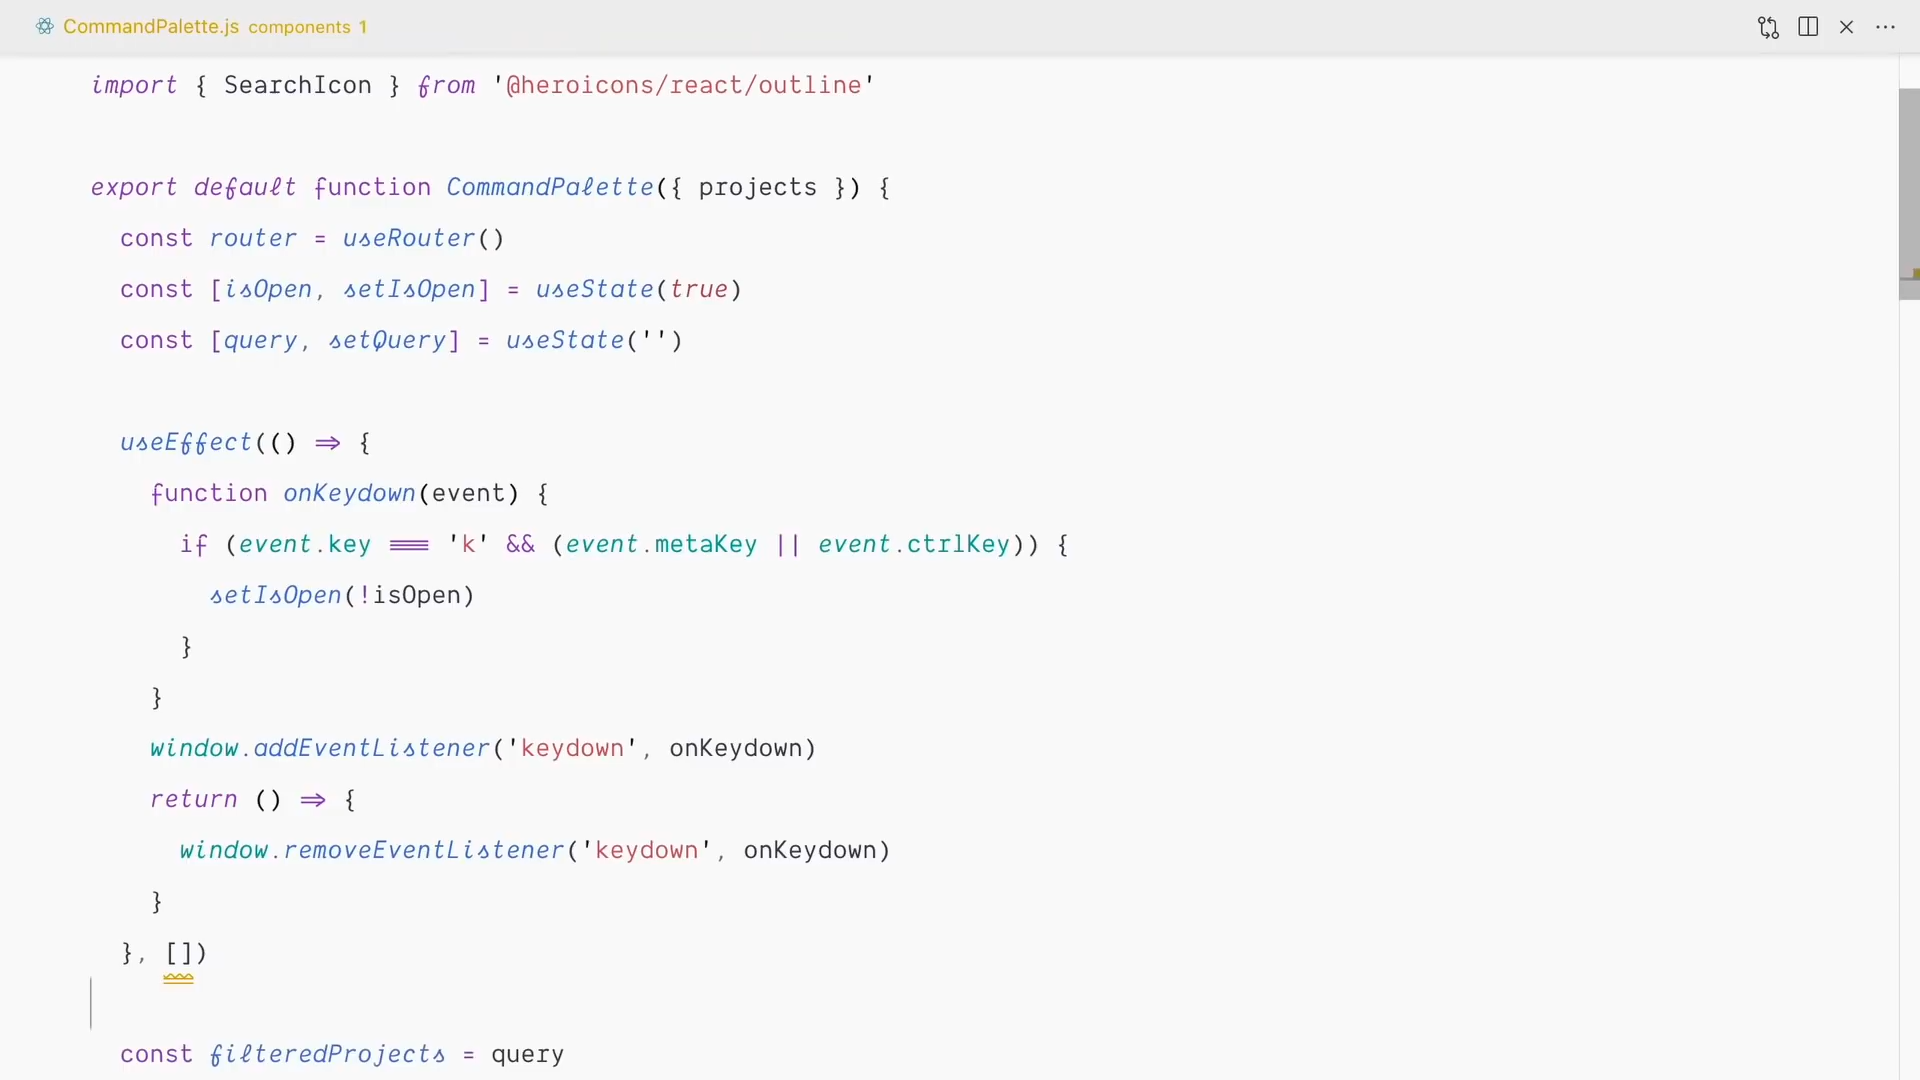 CommandPalette.js components 1
import { SearchIcon } from '@heroicons/react/outline'
export default function CommandPalette({ projects }) {
const router = useRouter()
const [isOpen, setIsOpen] = useState(true)
const [query, setQuery] = useState('')
useEffect(() => {
function onKeydown(event) {
if (event.key === 'k' && (event.metaKey || event.ctrlKey)) {
setIsOpen(!isOpen)
}
}
window.addEventListener('keydown', onKeydown)
return () => {
window.removeEventListener('keydown', onKeydown)
}
}, [])
const filteredProjects = query